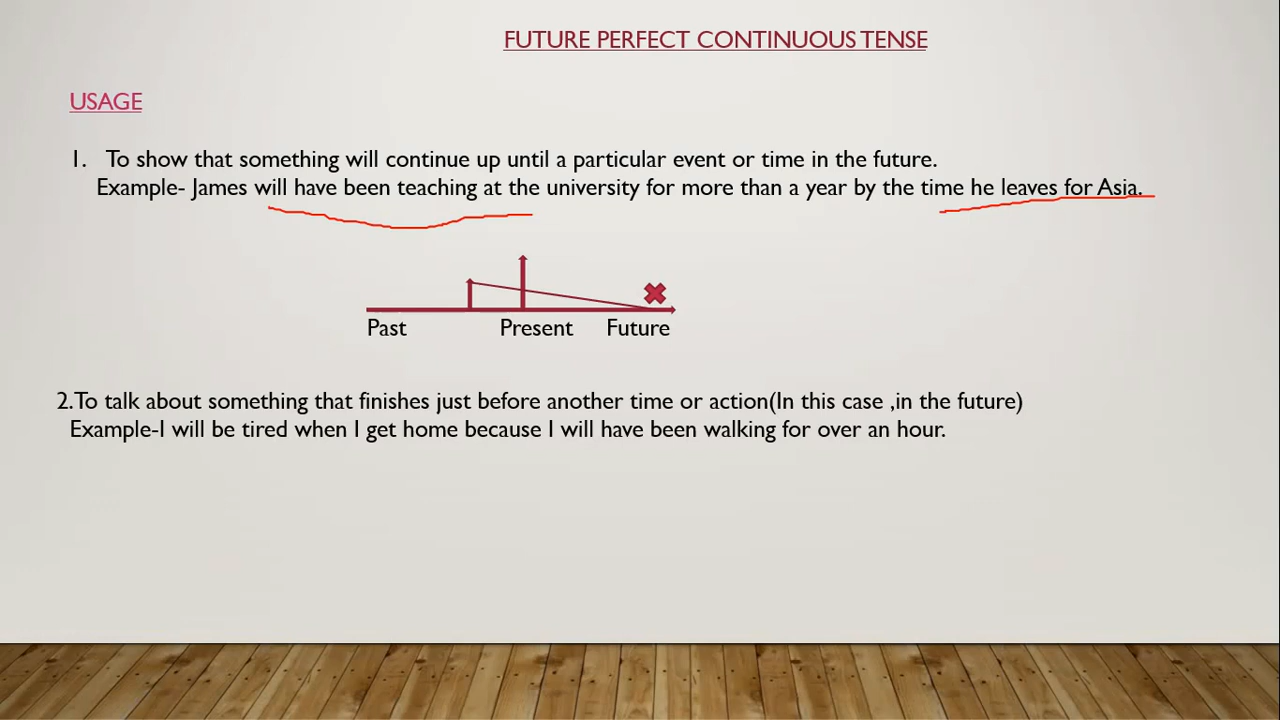 FUTURE PERFECT CONTINUOUS TENSE
USAGE
1. To show that something will continue up until a particular event or time in the future.
Example- James will have been teaching at the university for more than a year by the time he leaves for Asia.
Past Present Future
2.To talk about something that finishes just before another time or action(In this case ,in the future)
Example-I will be tired when I get home because I will have been walking for over an hour.